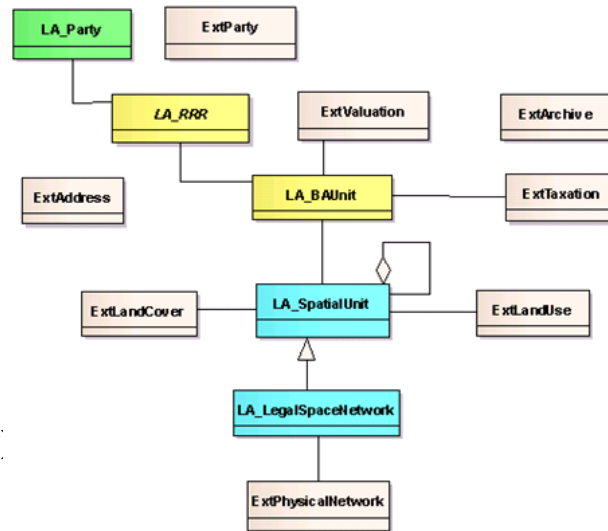 LA_Party
ExtParty
LA_RRR
ExtValuation
ExtArchive
ExtAddress
LA_BAUnit
ExtTaxation
ExtLandCover
LA_SpatialUnit
ExtLandUse
LA_LegalSpaceNetwork
ExtPhysicalNetwork